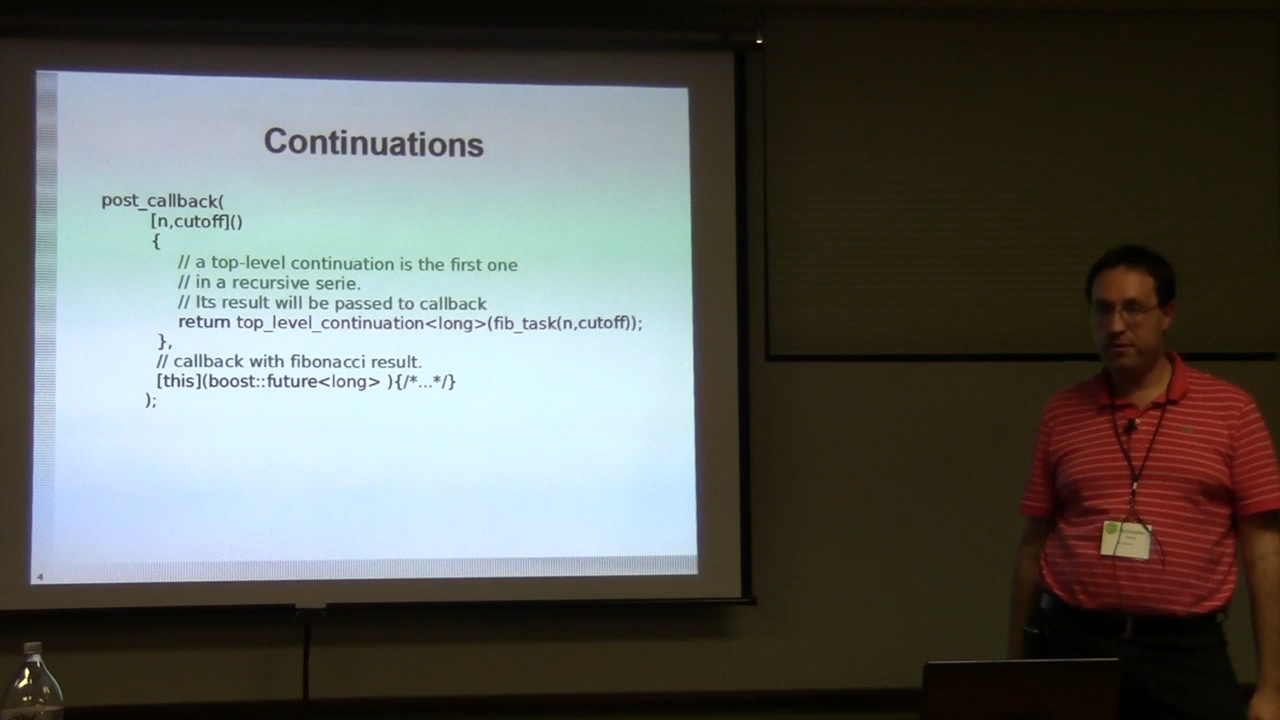 Continuations
post_callback(
[n,cutoff]()
{
// a top-level continuation is the first one
// in a recursive serie.
// Its result will be passed to callback
return top_level_continuation<long>(fib_task(n,cutoff));
},
// callback with fibonacci result.
[this](boost::future<long> ){/*...*/}
);
4